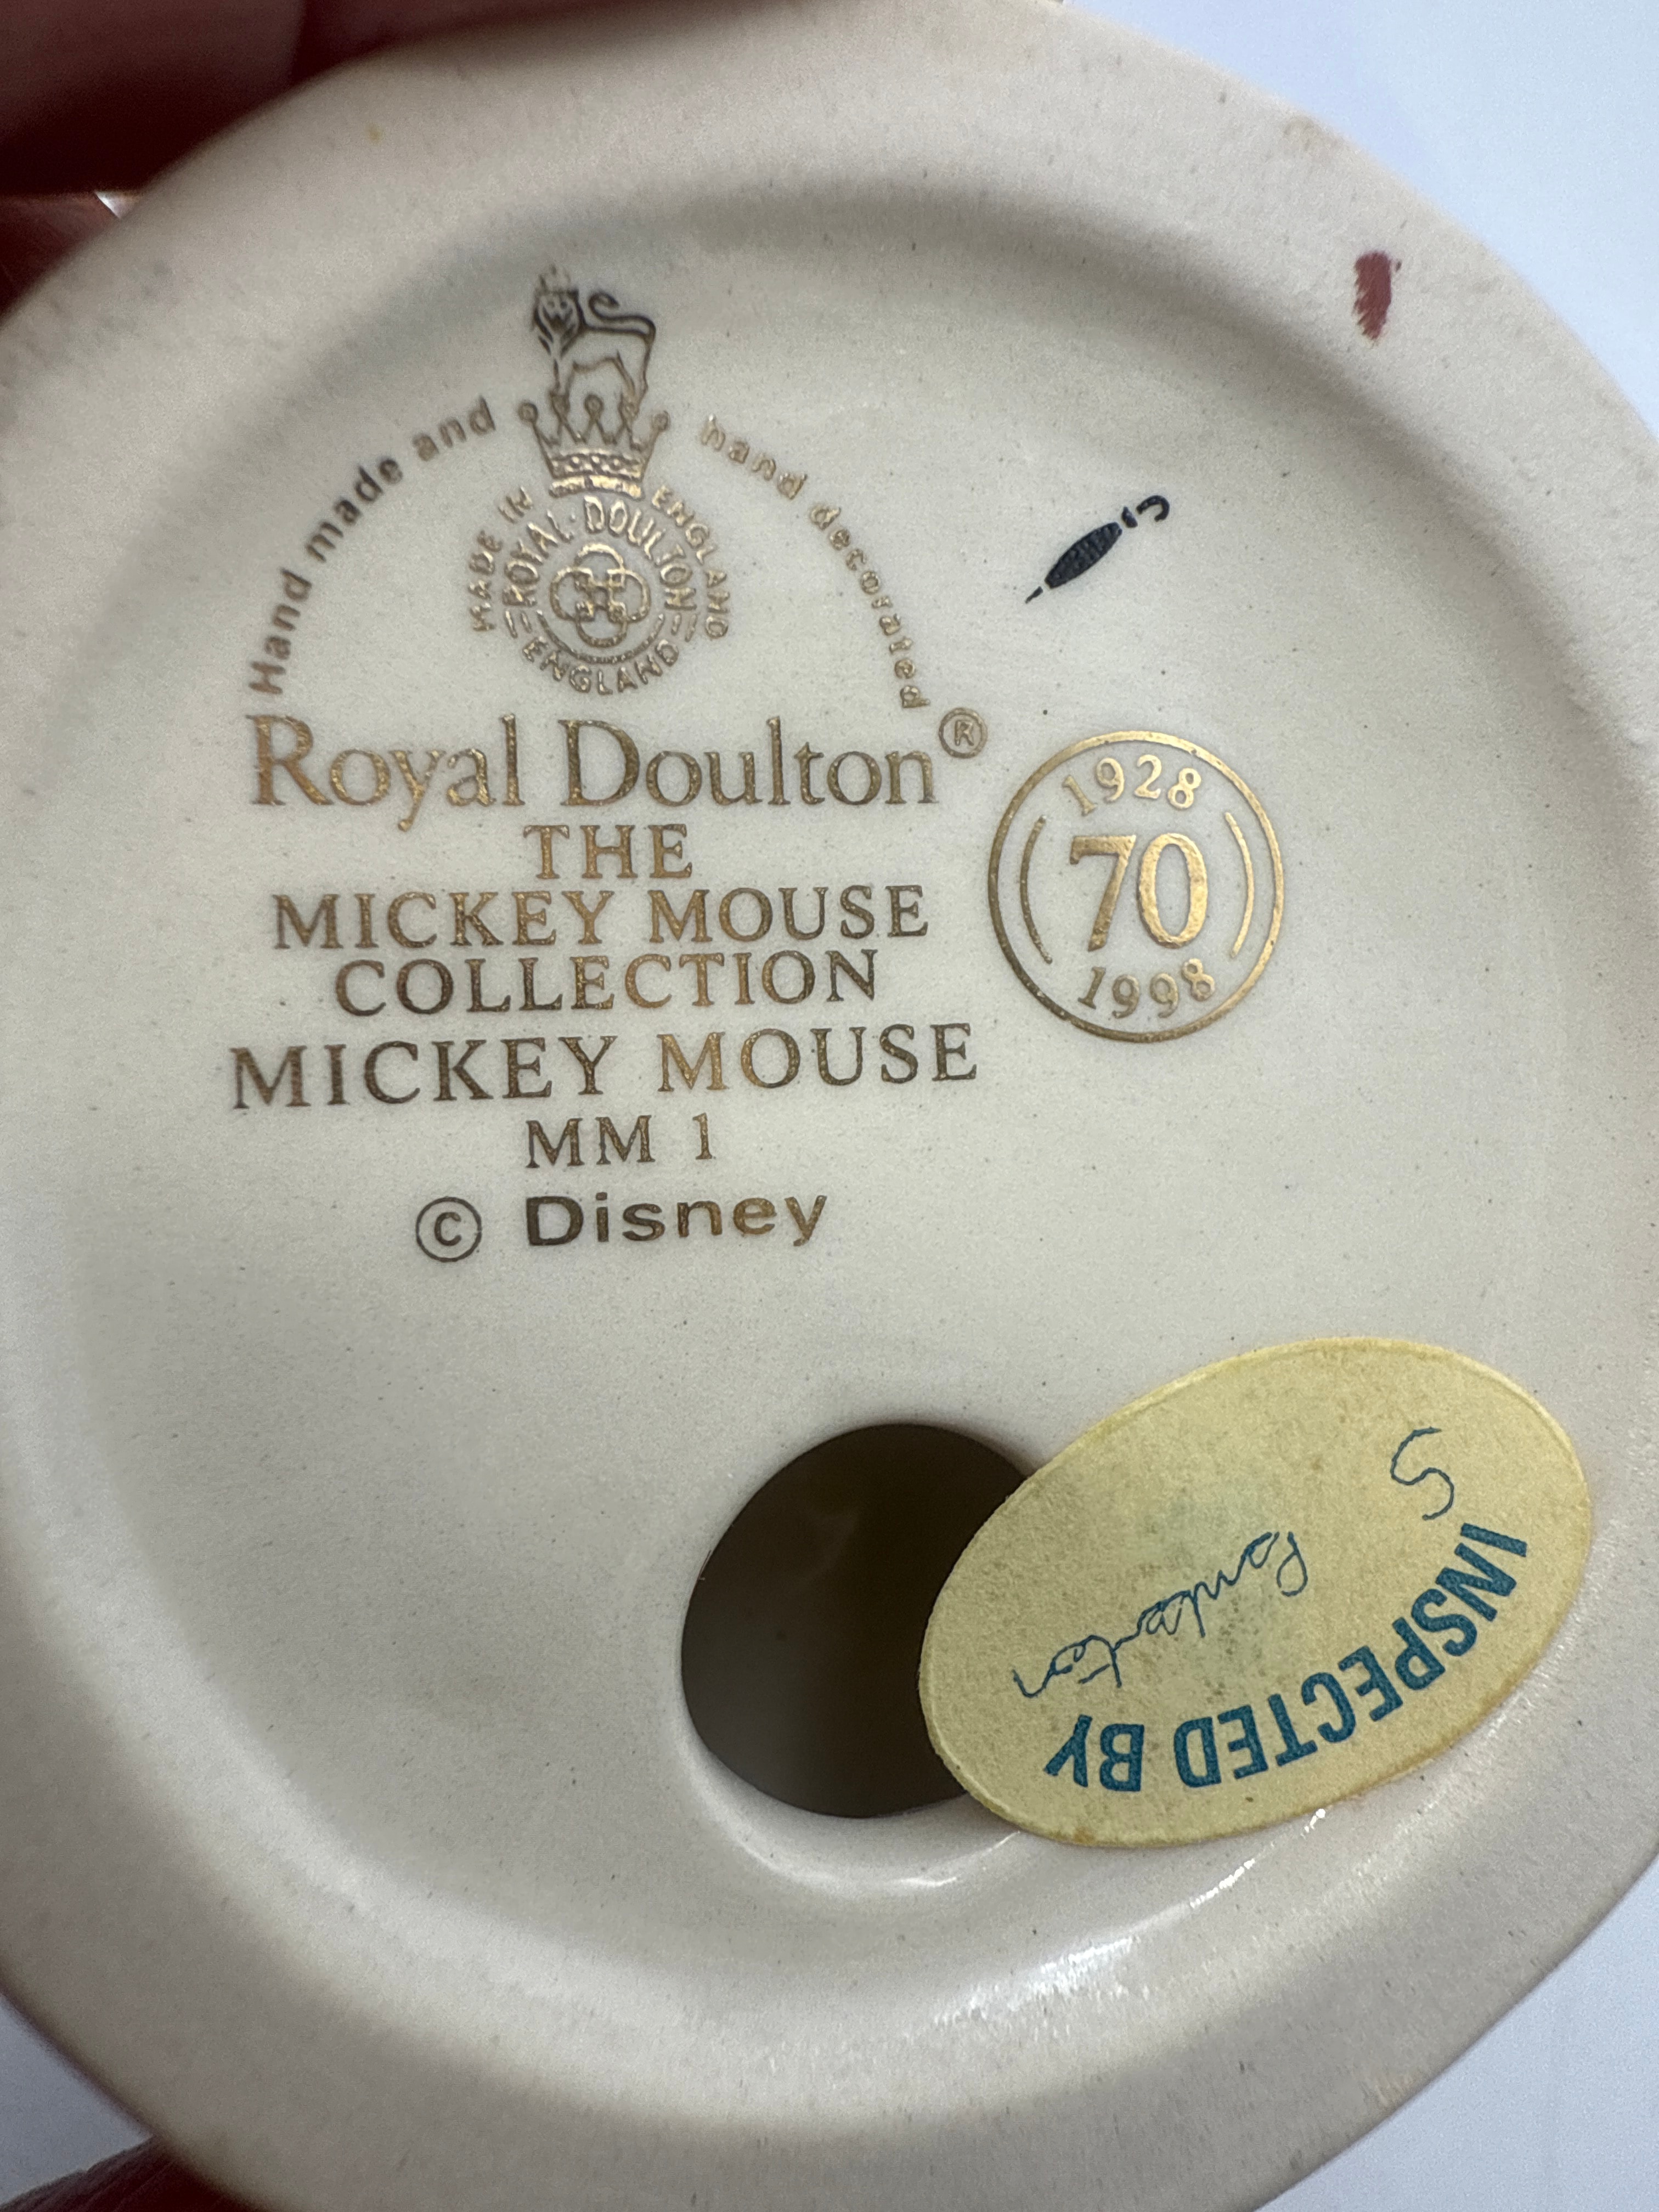 Hand made and hand decorated
MADE IN ENGLAND
ROYAL · DOULTON
ENGLAND
Royal Doulton®
THE
MICKEY MOUSE
COLLECTION
MICKEY MOUSE
MM 1
© Disney
1928
70
1998
INSPECTED BY
S